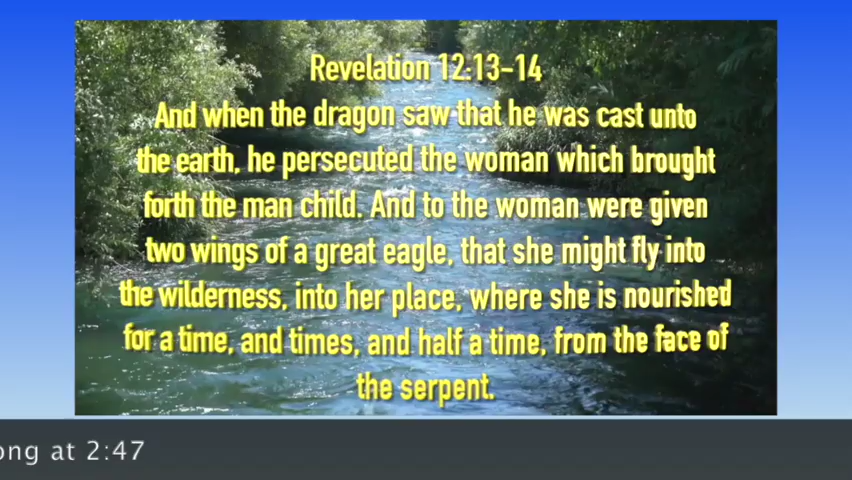 Revelation 12:13-14
And when the dragon saw that he was cast unto
the earth, he persecuted the woman which brought
forth the man child. And to the woman were given
two wings of a great eagle, that she might fly into
the wilderness, into her place, where she is nourished
for a time, and times, and half a time, from the face of
the serpent.
at 2:47